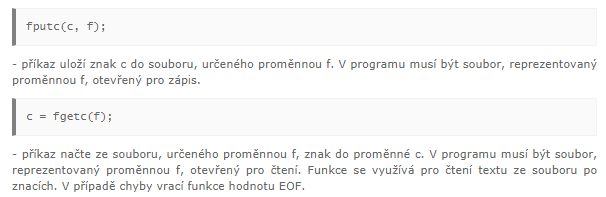 fputc(c, f);
- příkaz uloží znak c do souboru, určeného proměnnou f. V programu musí být soubor, reprezentovaný
proměnnou f, otevřený pro zápis.
c = fgetc(f);
- příkaz načte ze souboru, určeného proměnnou f, znak do proměnné c. V programu musí být soubor,
reprezentovaný proměnnou f, otevřený pro čtení. Funkce se využívá pro čtení textu ze souboru po
znacích. V případě chyby vrací funkce hodnotu EOF.